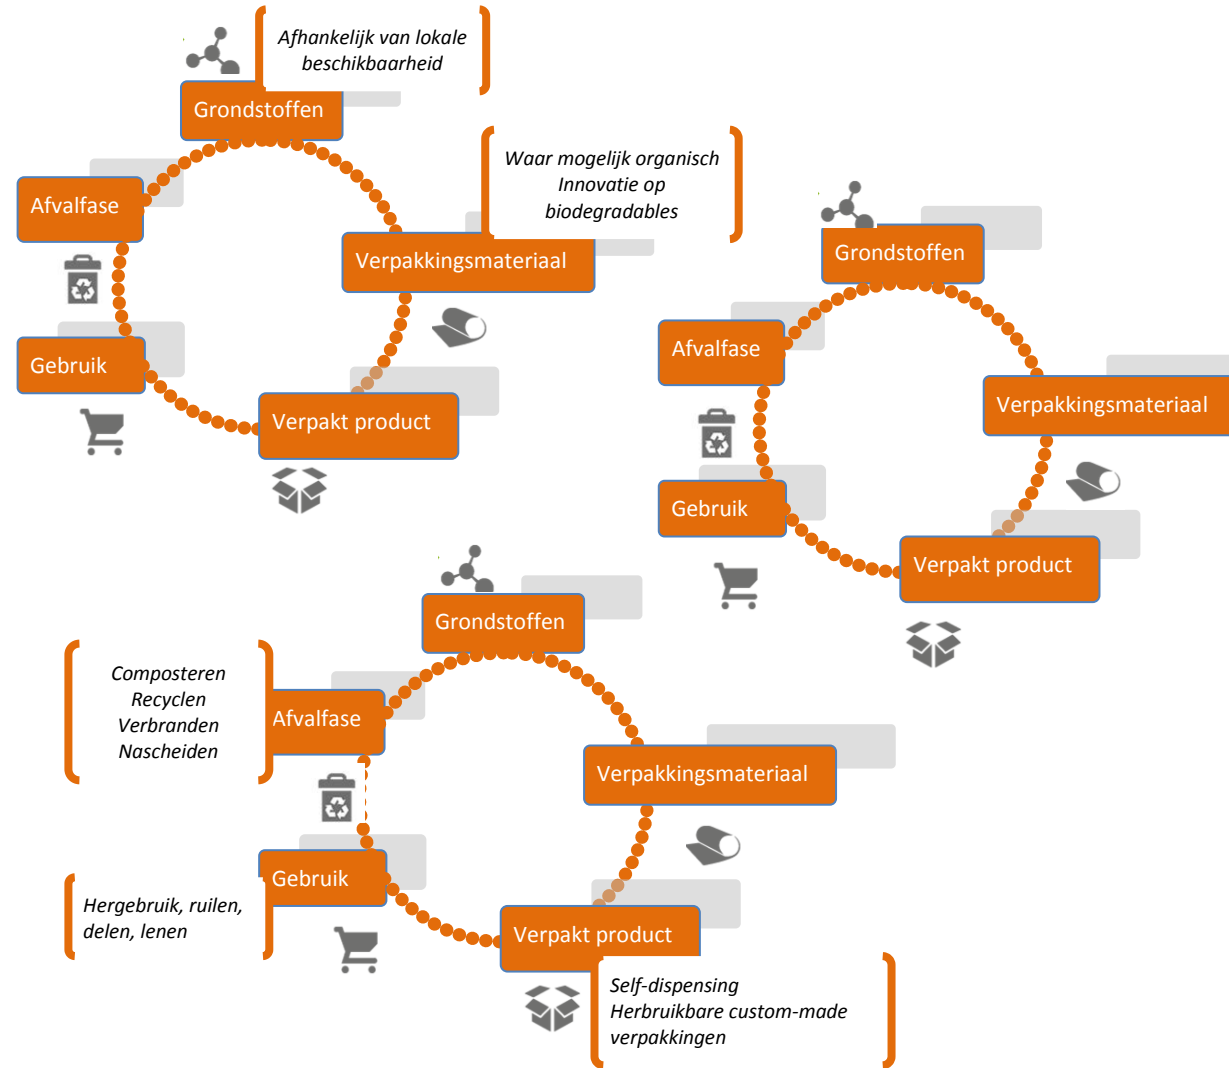 Afhankelijk van lokale
beschikbaarheid
Grondstoffen
Waar mogelijk organisch
Innovatie op
biodegradables
Afvalfase
Verpakkingsmateriaal
Gebruik
Verpakt product
Grondstoffen
Afvalfase
Verpakkingsmateriaal
Gebruik
Verpakt product
Grondstoffen
Composteren
Recyclen
Verbranden
Nascheiden
Afvalfase
Verpakkingsmateriaal
Gebruik
Hergebruik, ruilen,
delen, lenen
Verpakt product
Self-dispensing
Herbruikbare custom-made
verpakkingen